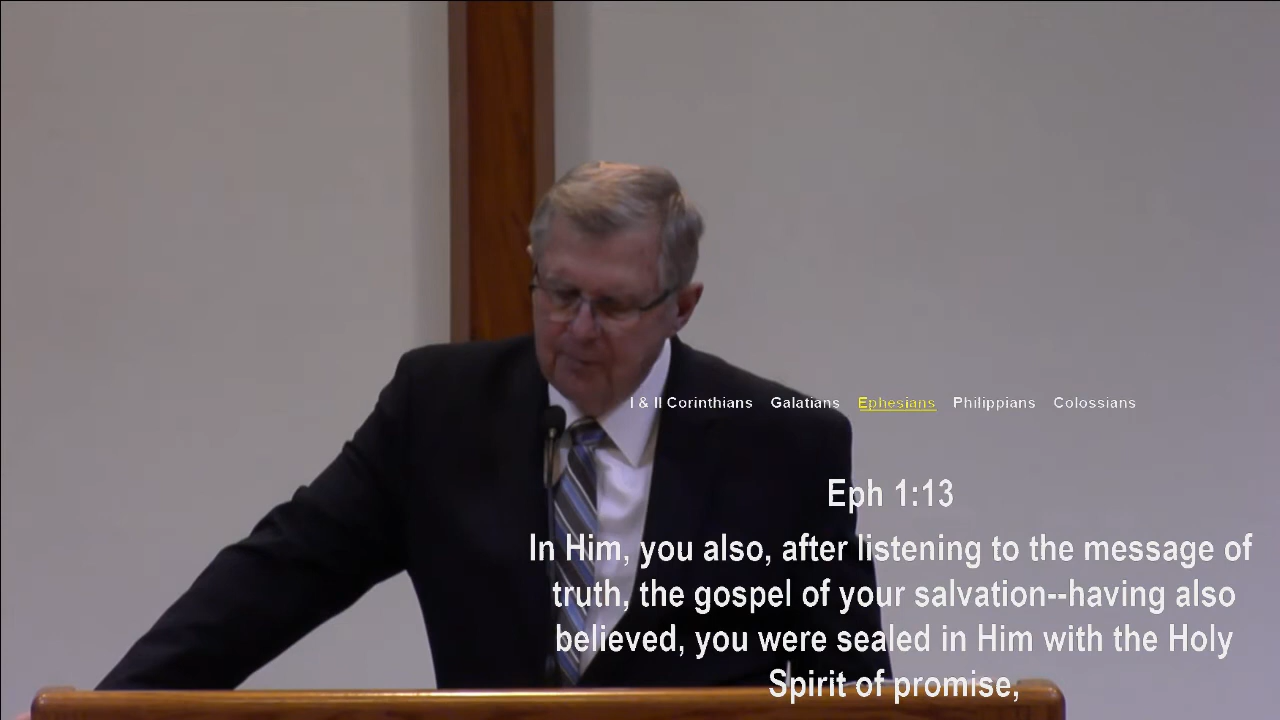 I & II Corinthians Galatians Ephesians Philippians Colossians
Eph 1:13
In Him, you also, after listening to the message of
truth, the gospel of your salvation--having also
believed, you were sealed in Him with the Holy
Spirit of promise,